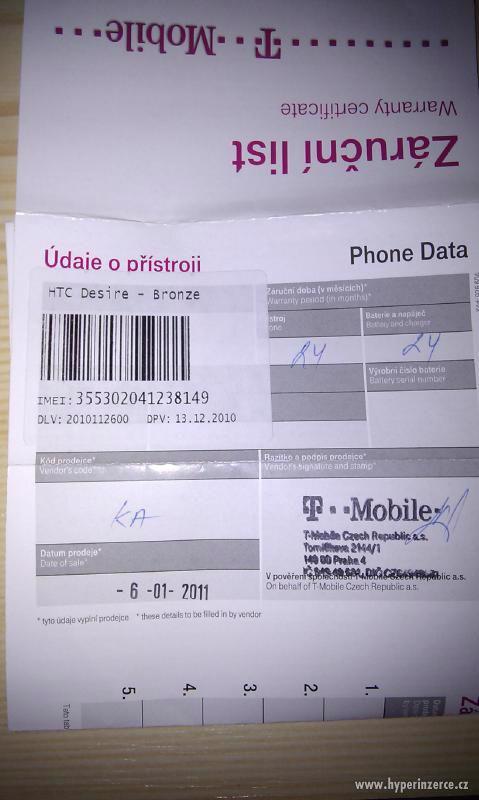 T··Mobile··
Warranty certificate
Záruční list
Údaje o přístroji
Phone Data
HTC Desire - Bronze
IMEI: 355302041238149
DLV: 2010112600 DPV: 13.12.2010
Záruční doba (v měsících)*
Warranty period (in months)*
Baterie a napáječ
Battery and charger
24
24
Výrobní číslo baterie
Battery serial number
Kód prodejce*
Vendor's code*
KA
Razítko a podpis prodejce*
Vendor's signature and stamp*
T··Mobile·
T-Mobile Czech Republic a.s.
Tomíčkova 2144/1
149 00 Praha 4
V pověření společnosti T-Mobile Czech Republic a.s.
On behalf of T-Mobile Czech Republic a.s.
Datum prodeje*
Date of sale*
- 6 -01- 2011
* tyto údaje vyplní prodejce * these details to be filled in by vendor
5.
4.
3.
2.
1.
www.hyperinzerce.cz